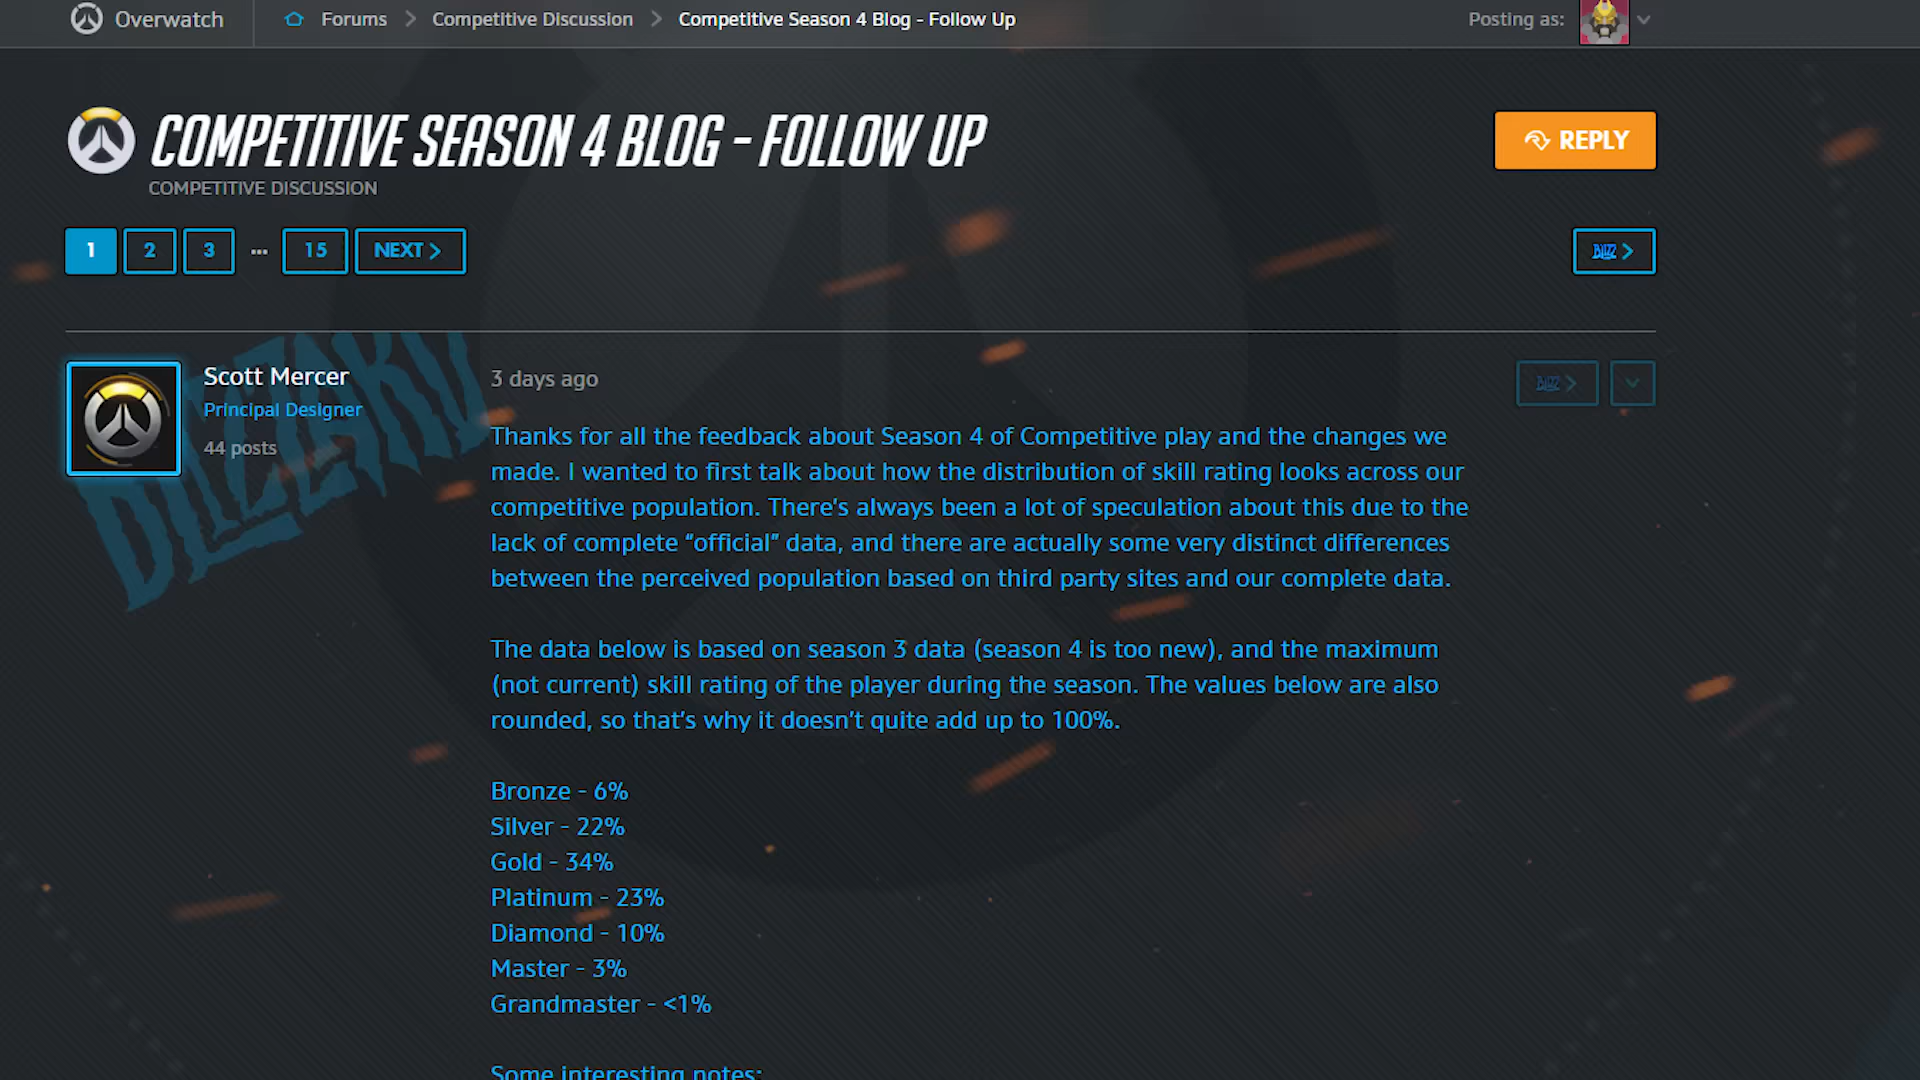 Overwatch
Forums
Competitive Discussion
Competitive Season 4 Blog - Follow Up
Posting as:
COMPETITIVE SEASON 4 BLOG - FOLLOW UP
COMPETITIVE DISCUSSION
REPLY
1
2
3
...
15
NEXT >
BLIZZ >
BLIZZARD
Scott Mercer
Principal Designer
44 posts
3 days ago
BLIZZ >
Thanks for all the feedback about Season 4 of Competitive play and the changes we
made. I wanted to first talk about how the distribution of skill rating looks across our
competitive population. There's always been a lot of speculation about this due to the
lack of complete “official” data, and there are actually some very distinct differences
between the perceived population based on third party sites and our complete data.
The data below is based on season 3 data (season 4 is too new), and the maximum
(not current) skill rating of the player during the season. The values below are also
rounded, so that's why it doesn't quite add up to 100%.
Bronze - 6%
Silver - 22%
Gold - 34%
Platinum - 23%
Diamond - 10%
Master - 3%
Grandmaster - <1%
Some interesting notes: